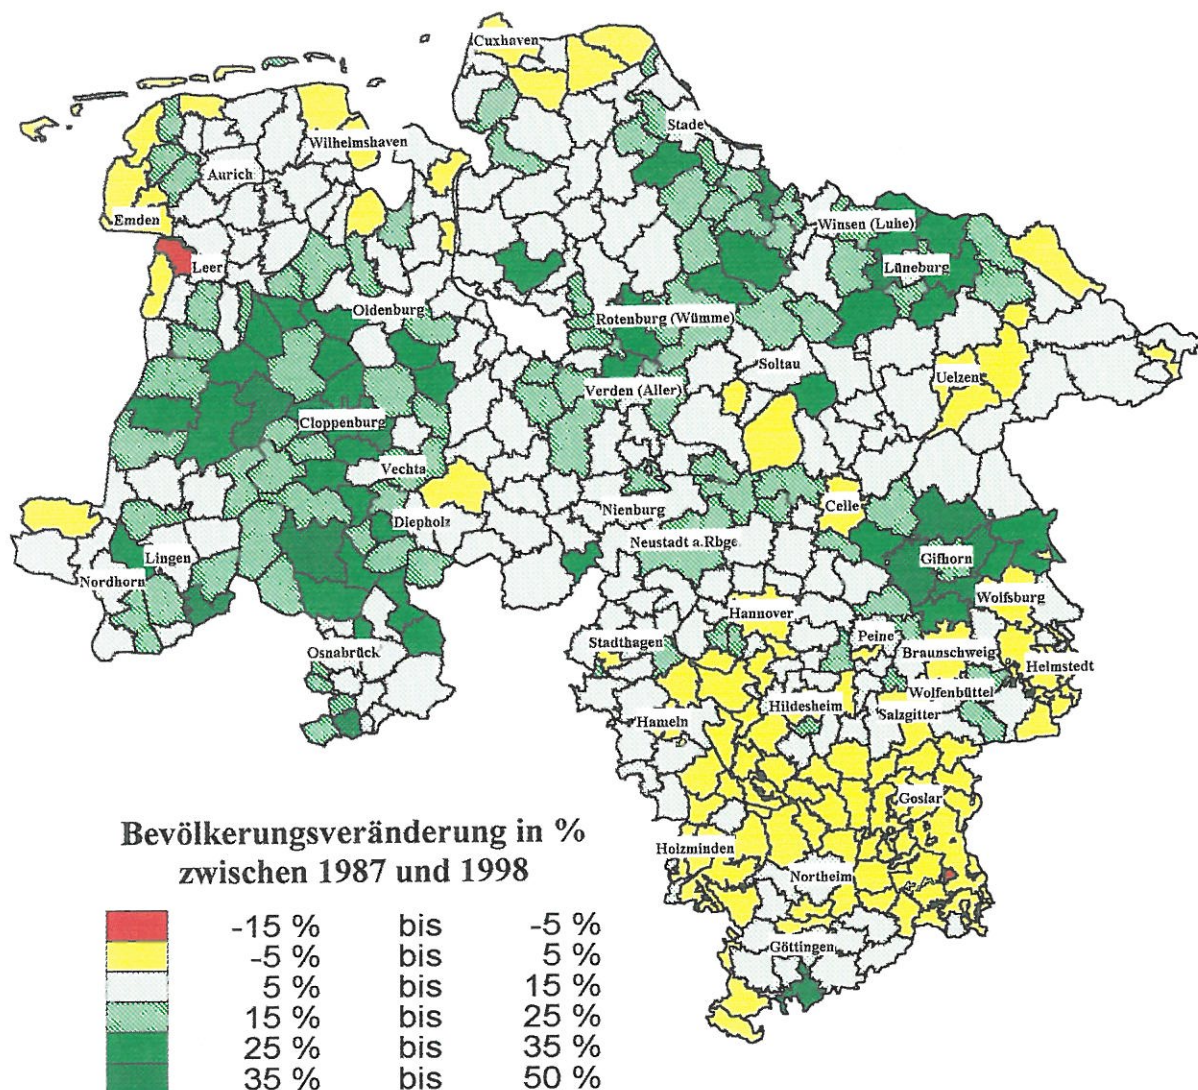 Cuxhaven
Stade
Wilhelmshaven
Aurich
Emden
Winsen (Luhe)
Leer
Lüneburg
Oldenburg
Rotenburg (Wümme)
Soltau
Uelzen
Verden (Aller)
Cloppenburg
Vechta
Celle
Nienburg
Diepholz
Neustadt a.Rbge.
Lingen
Gifhorn
Nordhorn
Wolfsburg
Hannover
Stadthagen
Peine
Osnabrück
Braunschweig
Helmstedt
Wolfenbüttel
Hildesheim
Salzgitter
Hameln
Goslar
Holzminden
Northeim
Göttingen
Bevölkerungsveränderung in %
zwischen 1987 und 1998
-15 % bis -5 %
-5 % bis 5 %
5 % bis 15 %
15 % bis 25 %
25 % bis 35 %
35 % bis 50 %